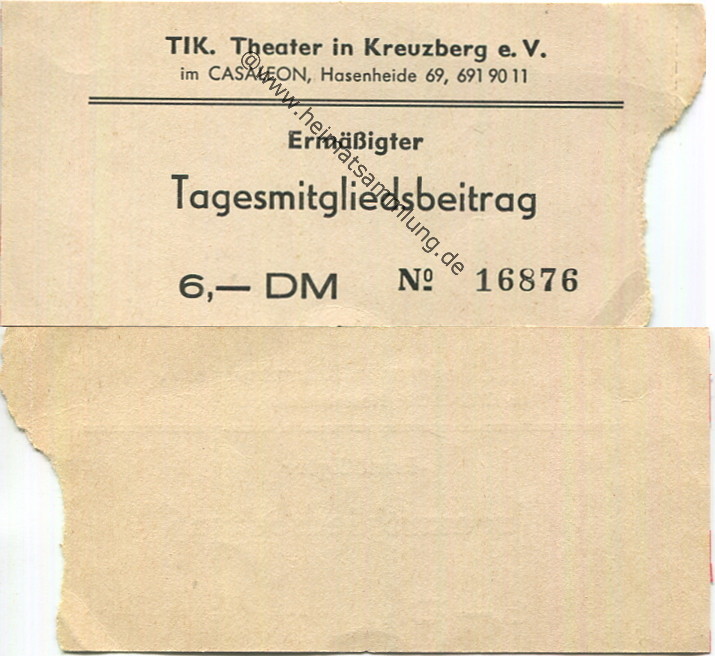 TIK. Theater in Kreuzberg e. V.
im CASALEON, Hasenheide 69, 691 90 11
Ermäßigter
Tagesmitgliedsbeitrag
6,— DM Nº 16876
@www.heimatsammlung.de